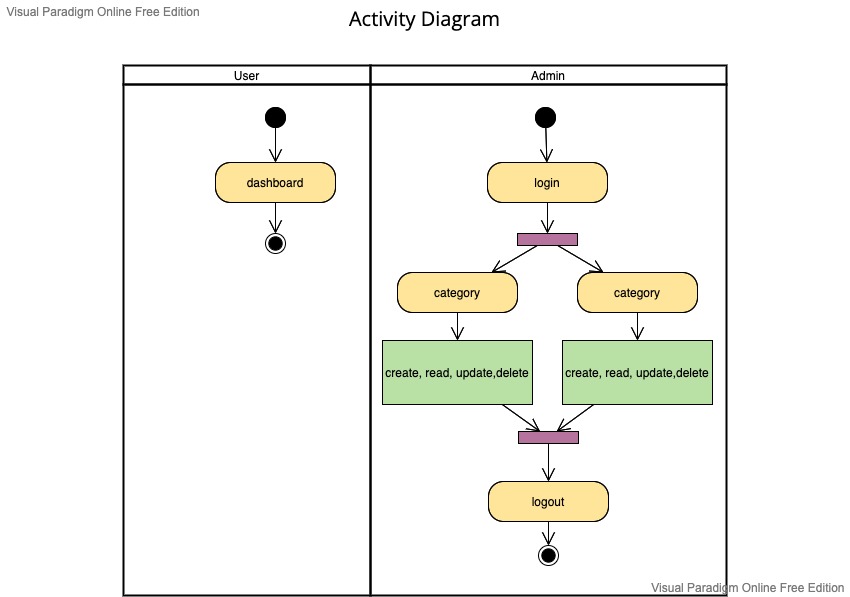 Visual Paradigm Online Free Edition
Activity Diagram
User
Admin
dashboard
login
category
category
create, read, update,delete
create, read, update,delete
logout
Visual Paradigm Online Free Edition